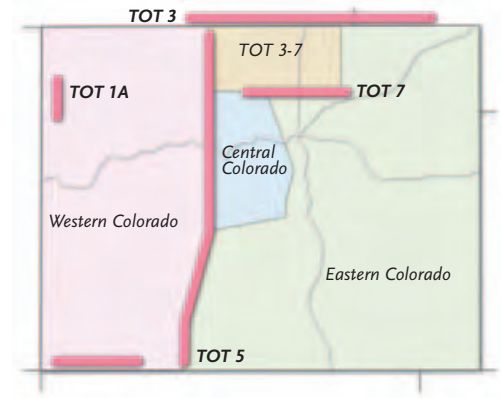 TOT 3
TOT 3-7
TOT 1A
TOT 7
Central
Colorado
Western Colorado
Eastern Colorado
TOT 5